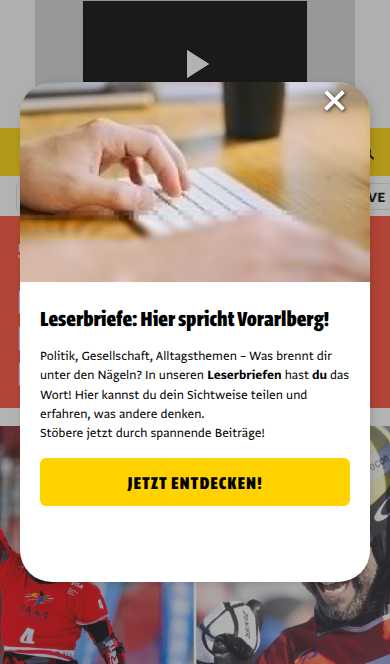 VE
Leserbriefe: Hier spricht Vorarlberg!
Politik, Gesellschaft, Alltagsthemen – Was brennt dir
unter den Nägeln? In unseren Leserbriefen hast du das
Wort! Hier kannst du dein Sichtweise teilen und
erfahren, was andere denken.
Stöbere jetzt durch spannende Beiträge!
JETZT ENTDECKEN!
4